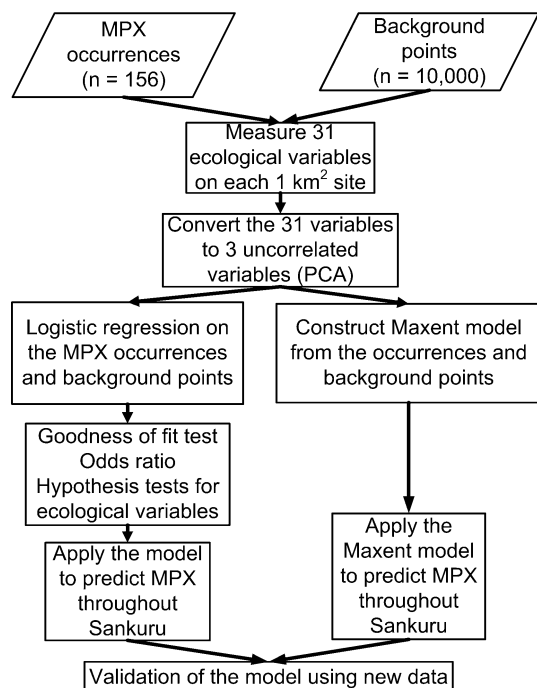 MPX
occurrences
(n = 156)
Background
points
(n = 10,000)
Measure 31
ecological variables
on each 1 km² site
Convert the 31 variables
to 3 uncorrelated
variables (PCA)
Logistic regression on
the MPX occurrences
and background points
Construct Maxent model
from the occurrences and
background points
Goodness of fit test
Odds ratio
Hypothesis tests for
ecological variables
Apply the model
to predict MPX
throughout
Sankuru
Apply the
Maxent model
to predict MPX
throughout
Sankuru
Validation of the model using new data